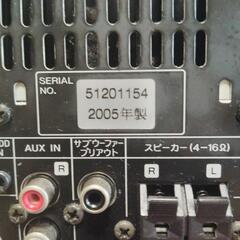 SERIAL NO.
51201154
2005年製
AUX IN
サブウーファー
プリアウト
スピーカー(4-16Ω)
R
R
L